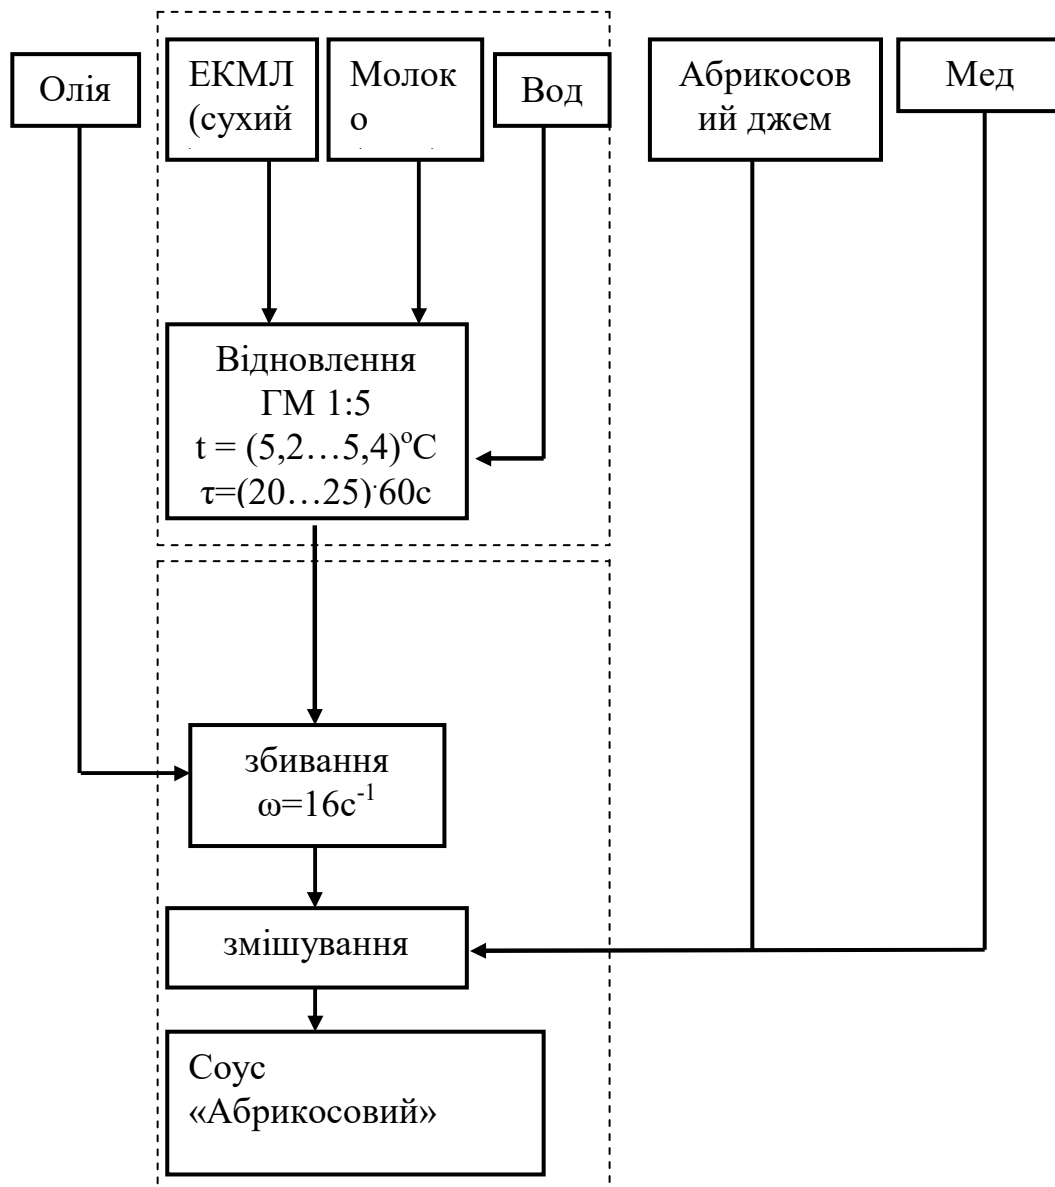 Олія
ЕКМЛ
(сухий
Молок
о
Вод
Абрикосов
ий джем
Мед
Відновлення
ГМ 1:5
t = (5,2…5,4)ºС
τ=(20…25)·60с
збивання
ω=16с⁻¹
змішування
Соус
«Абрикосовий»